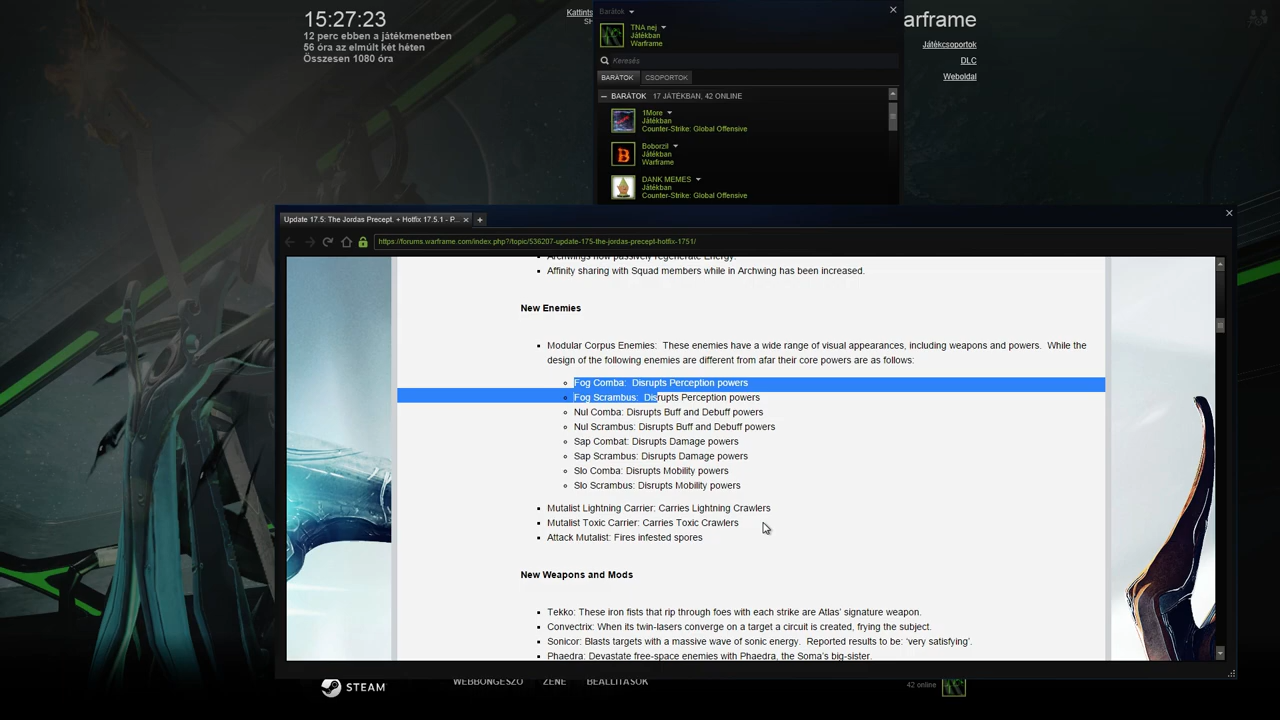 15:27:23
12 perc ebben a játékmenetben
56 óra az elmúlt két héten
Összesen 1080 óra
Kattints
arframe
Játékcsoportok
DLC
Weboldal
Barátok
TNA nej
Játékban
Warframe
Keresés
BARÁTOK CSOPORTOK
BARÁTOK 17 JÁTÉKBAN, 42 ONLINE
1More
Játékban
Counter-Strike: Global Offensive
Boborzil
Játékban
Warframe
DANK MEMES
Játékban
Counter-Strike: Global Offensive
Update 17.5: The Jordas Precept. + Hotfix 17.5.1 - P...
https://forums.warframe.com/index.php?/topic/536207-update-175-the-jordas-precept-hotfix-1751/
Archwings now passively regenerate Energy.
Affinity sharing with Squad members while in Archwing has been increased.
New Enemies
Modular Corpus Enemies: These enemies have a wide range of visual appearances, including weapons and powers. While the
design of the following enemies are different from afar their core powers are as follows:
Fog Comba: Disrupts Perception powers
Fog Scrambus: Disrupts Perception powers
Nul Comba: Disrupts Buff and Debuff powers
Nul Scrambus: Disrupts Buff and Debuff powers
Sap Combat: Disrupts Damage powers
Sap Scrambus: Disrupts Damage powers
Slo Comba: Disrupts Mobility powers
Slo Scrambus: Disrupts Mobility powers
Mutalist Lightning Carrier: Carries Lightning Crawlers
Mutalist Toxic Carrier: Carries Toxic Crawlers
Attack Mutalist: Fires infested spores
New Weapons and Mods
Tekko: These iron fists that rip through foes with each strike are Atlas' signature weapon.
Convectrix: When its twin-lasers converge on a target a circuit is created, frying the subject.
Sonicor: Blasts targets with a massive wave of sonic energy. Reported results to be: 'very satisfying'.
Phaedra: Devastate free-space enemies with Phaedra, the Soma's big-sister.
STEAM
WEBBÖNGÉSZŐ ZENE BEÁLLÍTÁSOK
42 online